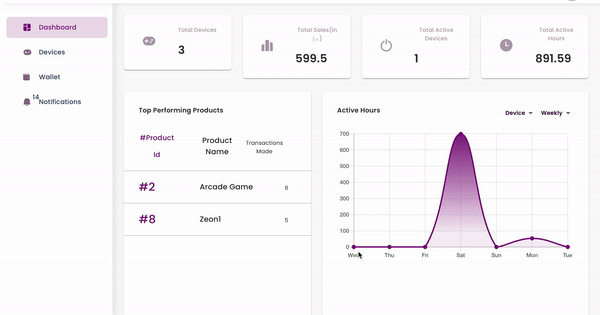 Dashboard
Devices
Wallet
14
Notifications
Total Devices
3
Total Sales(in
599.5
Total Active
Devices
1
Total Active
Hours
891.59
Top Performing Products
#Product
Id
Product
Name
Transactions
Made
#2 Arcade Game 6
#8 Zeon1 5
Active Hours
Device Weekly
700
600
500
400
300
200
100
0
Wed Thu Fri Sat Sun Mon Tue